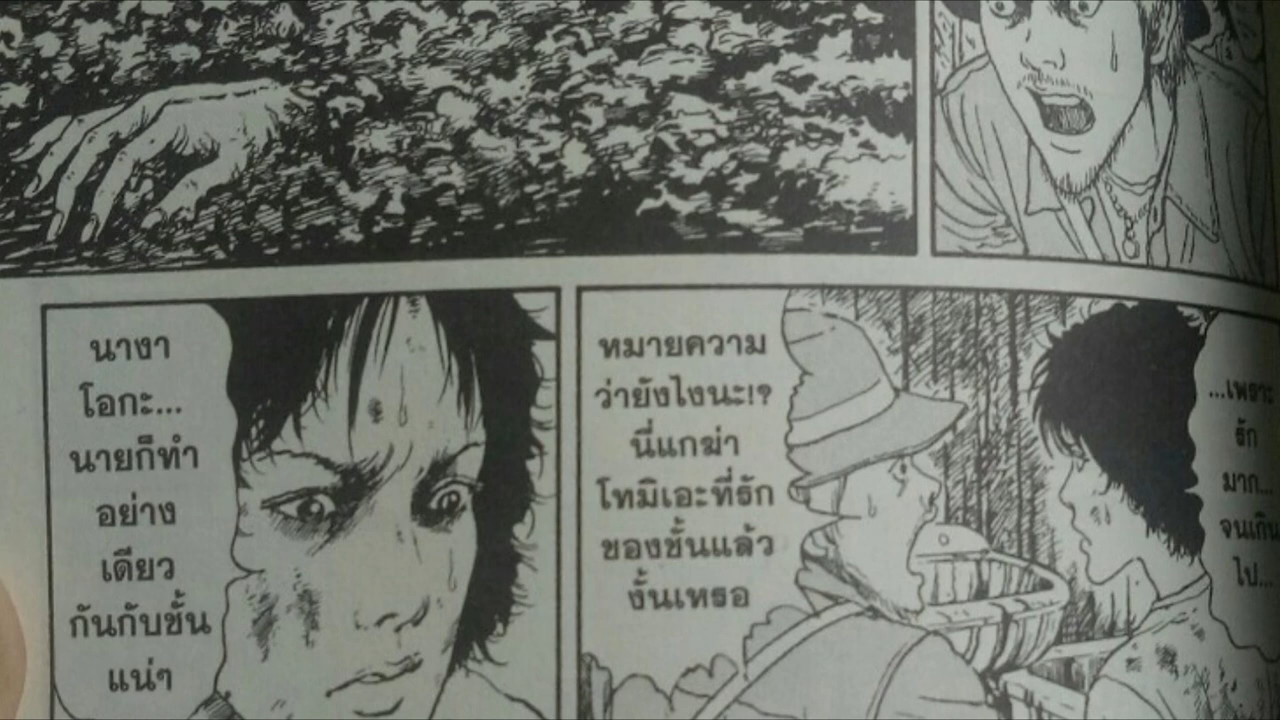 ...เพราะ
รัก
มาก...
จนเกิน
ไป...
หมายความ
ว่ายังไงนะ!?
นี่แกฆ่า
โทมิเอะที่รัก
ของชั้นแล้ว
งั้นเหรอ
นางา
โอกะ...
นายก็ทำ
อย่าง
เดียว
กันกับชั้น
แน่ๆ